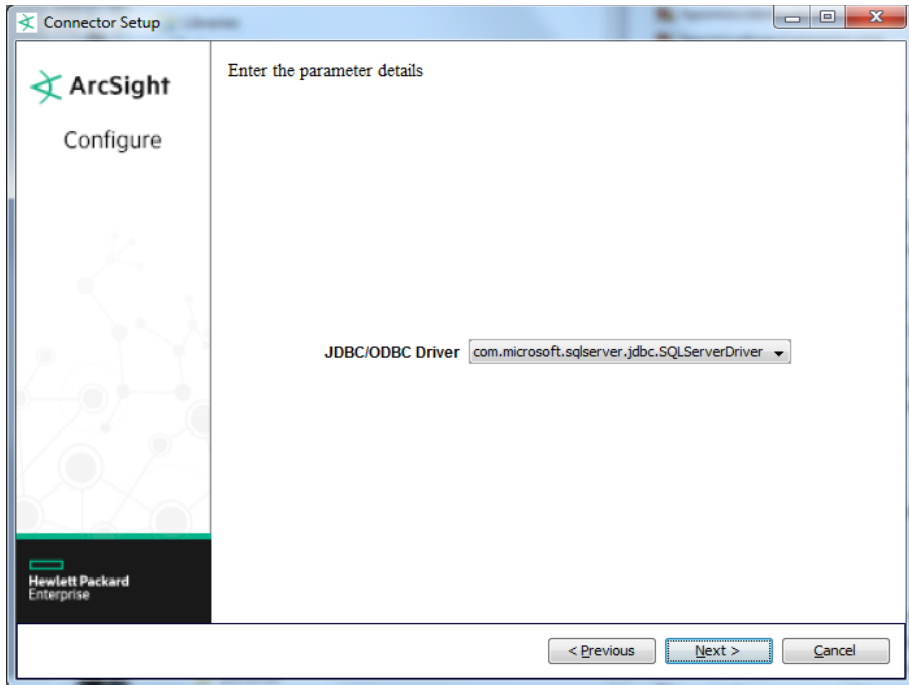 Connector Setup
ArcSight
Configure
Enter the parameter details
JDBC/ODBC Driver com.microsoft.sqlserver.jdbc.SQLServerDriver
Hewlett Packard
Enterprise
< Previous Next > Cancel